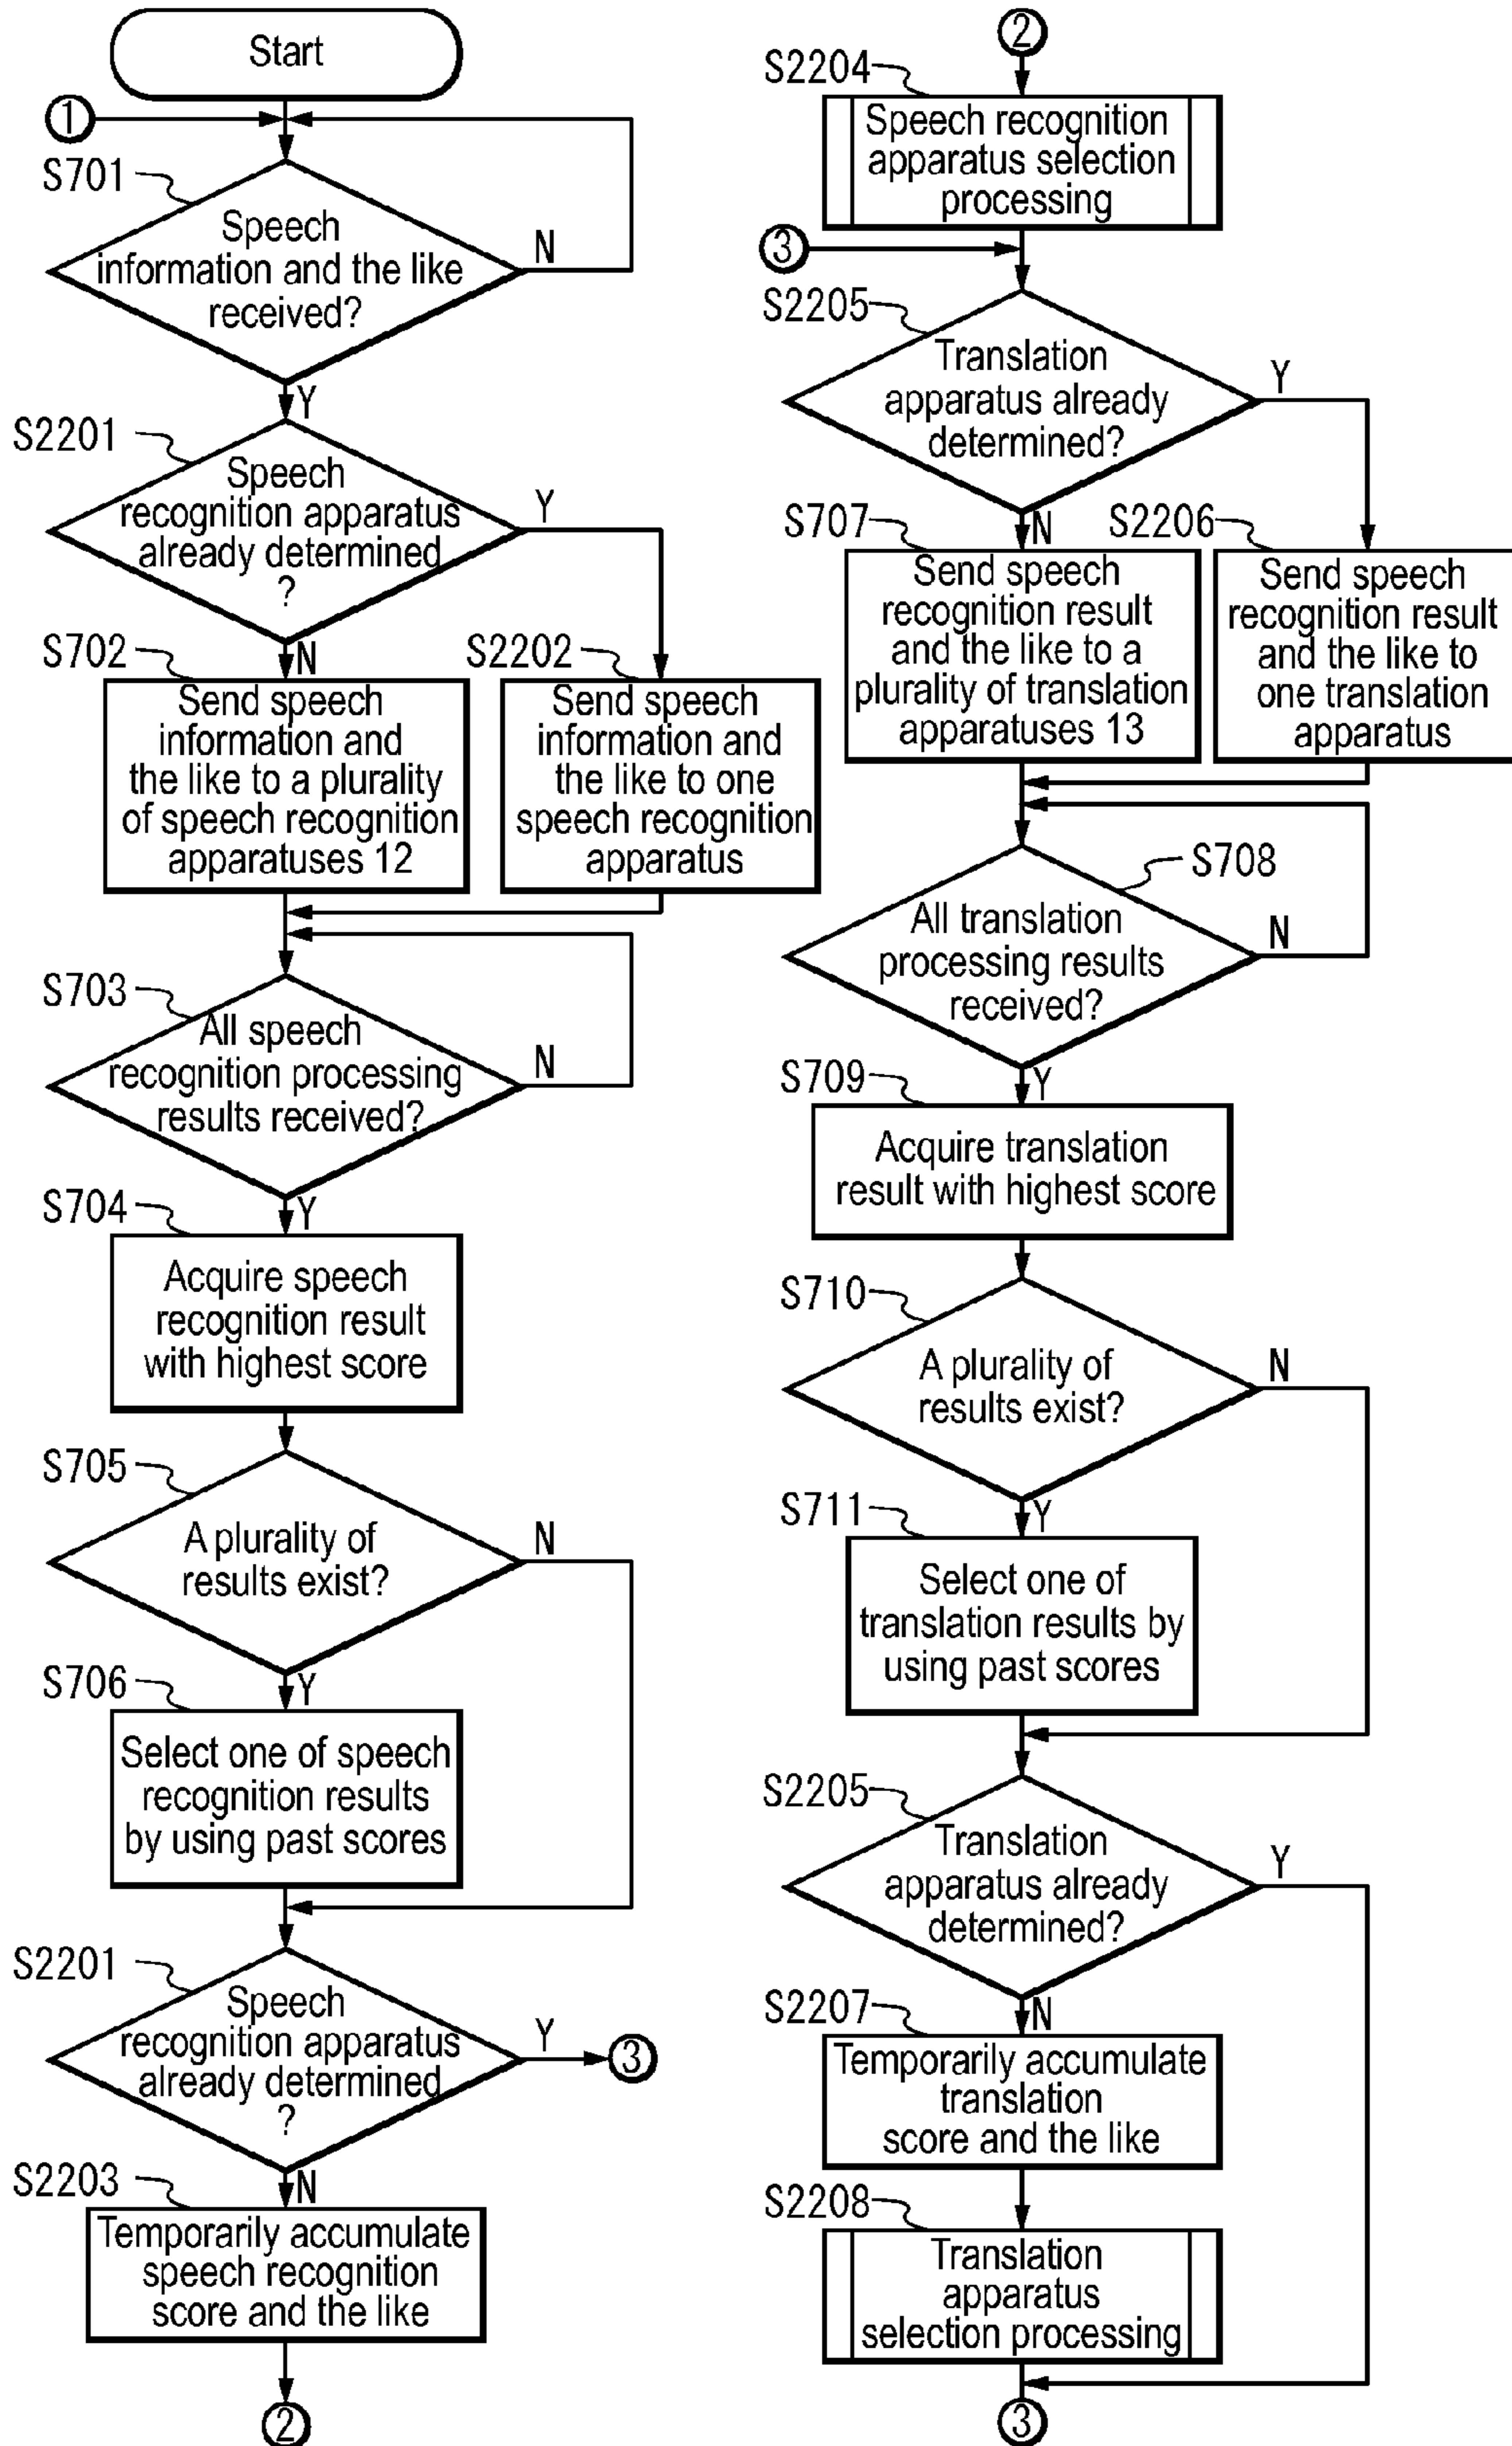 Start
①
S701
Speech
information and the like
received?
N
Y
S2201
Speech
recognition apparatus
already determined
?
Y
N
S702
Send speech
information and
the like to a plurality
of speech recognition
apparatuses 12
S2202
Send speech
information and
the like to one
speech recognition
apparatus
S703
All speech
recognition processing
results received?
N
Y
S704
Acquire speech
recognition result
with highest score
S705
A plurality of
results exist?
N
Y
S706
Select one of speech
recognition results
by using past scores
S2201
Speech
recognition apparatus
already determined
?
Y
③
N
S2203
Temporarily accumulate
speech recognition
score and the like
②
②
S2204
Speech recognition
apparatus selection
processing
③
S2205
Translation
apparatus already
determined?
Y
N
S707
Send speech
recognition result
and the like to a
plurality of translation
apparatuses 13
S2206
Send speech
recognition result
and the like to
one translation
apparatus
S708
All translation
processing results
received?
N
Y
S709
Acquire translation
result with highest score
S710
A plurality of
results exist?
N
Y
S711
Select one of
translation results by
using past scores
S2205
Translation
apparatus already
determined?
Y
N
S2207
Temporarily accumulate
translation
score and the like
S2208
Translation
apparatus
selection processing
③